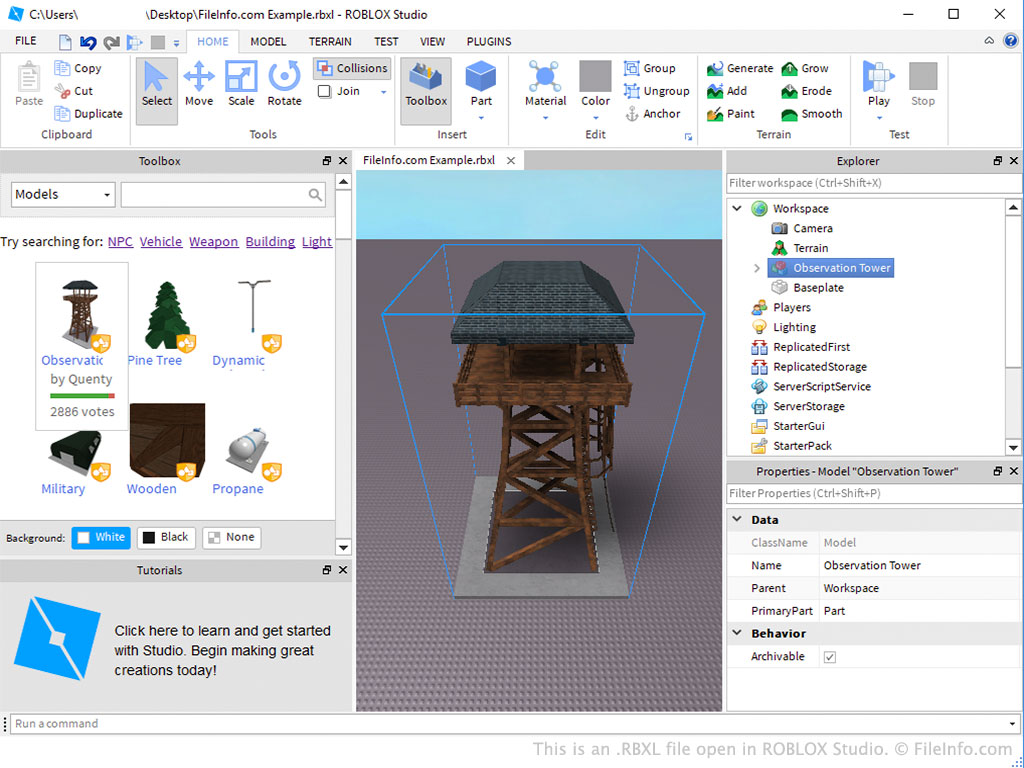 C:\Users\ \Desktop\FileInfo.com Example.rbxl - ROBLOX Studio
FILE HOME MODEL TERRAIN TEST VIEW PLUGINS
Paste
Copy
Cut
Duplicate
Clipboard
Select Move Scale Rotate
Collisions
Join
Tools
Toolbox Part
Insert
Material Color
Group
Ungroup
Anchor
Edit
Generate Grow
Add Erode
Paint Smooth
Terrain
Play Stop
Test
Toolbox
Models
Try searching for: NPC Vehicle Weapon Building Light
Observatic Pine Tree Dynamic
by Quenty
2886 votes
Military Wooden Propane
Background: White Black None
Tutorials
Click here to learn and get started
with Studio. Begin making great
creations today!
FileInfo.com Example.rbxl
Explorer
Filter workspace (Ctrl+Shift+X)
Workspace
Camera
Terrain
Observation Tower
Baseplate
Players
Lighting
ReplicatedFirst
ReplicatedStorage
ServerScriptService
ServerStorage
StarterGui
StarterPack
Properties - Model "Observation Tower"
Filter Properties (Ctrl+Shift+P)
Data
ClassName Model
Name Observation Tower
Parent Workspace
PrimaryPart Part
Behavior
Archivable
Run a command
This is an .RBXL file open in ROBLOX Studio. © FileInfo.com